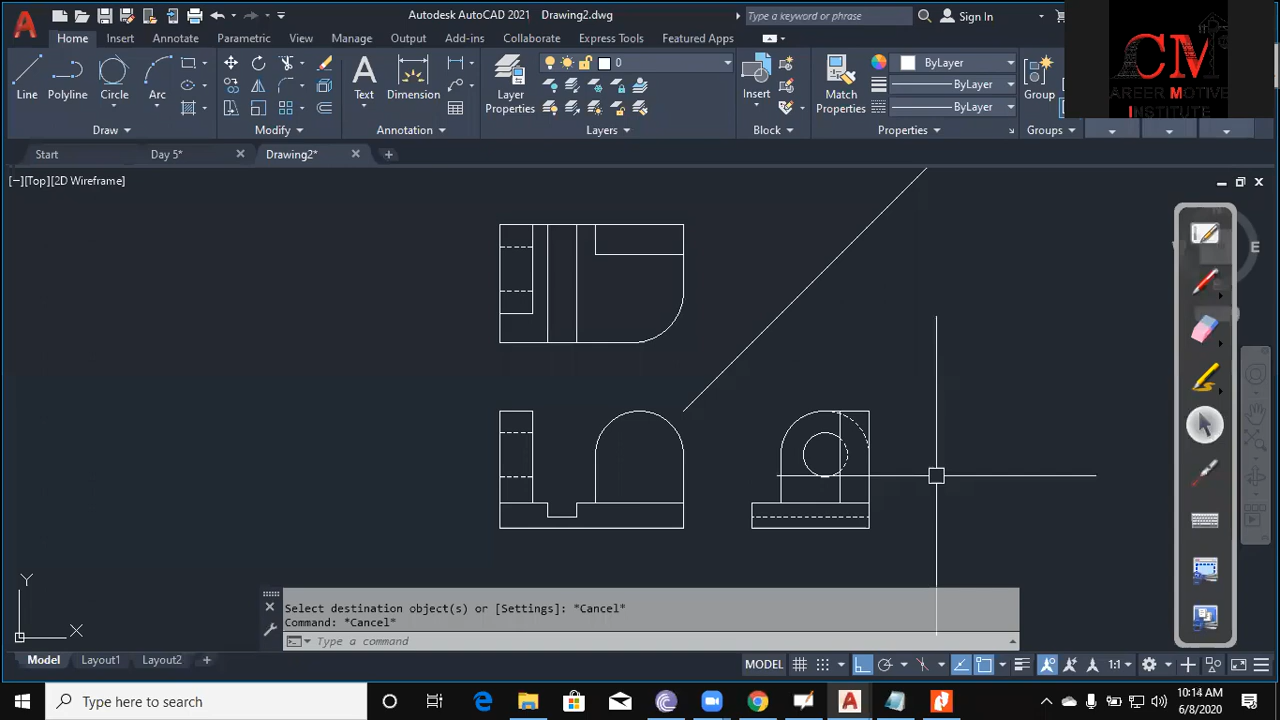 Autodesk AutoCAD 2021 Drawing2.dwg
Type a keyword or phrase
Sign In
Home Insert Annotate Parametric View Manage Output Add-ins Collaborate Express Tools Featured Apps
CM
AREER MOTIVE
INSTITUTE
0
ByLayer
ByLayer
ByLayer
Line Polyline Circle Arc
Text Dimension
Layer
Properties
Insert
Match
Properties
Group
Draw Modify Annotation Layers Block Properties Groups
Start Day 5* Drawing2*
[−][Top][2D Wireframe]
W E
Y
X
Select destination object(s) or [Settings]: *Cancel*
Command: *Cancel*
Type a command
Model Layout1 Layout2
MODEL
1:1
Type here to search
10:14 AM
6/8/2020